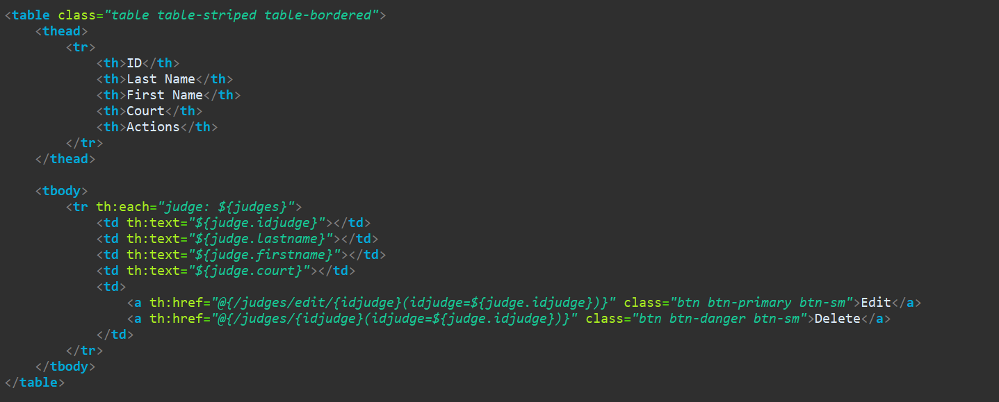 <table class="table table-striped table-bordered">
    <thead>
        <tr>
            <th>ID</th>
            <th>Last Name</th>
            <th>First Name</th>
            <th>Court</th>
            <th>Actions</th>
        </tr>
    </thead>

    <tbody>
        <tr th:each="judge: ${judges}">
            <td th:text="${judge.idjudge}"></td>
            <td th:text="${judge.lastname}"></td>
            <td th:text="${judge.firstname}"></td>
            <td th:text="${judge.court}"></td>
            <td>
                <a th:href="@{/judges/edit/{idjudge}(idjudge=${judge.idjudge})}" class="btn btn-primary btn-sm">Edit</a>
                <a th:href="@{/judges/{idjudge}(idjudge=${judge.idjudge})}" class="btn btn-danger btn-sm">Delete</a>
            </td>
        </tr>
    </tbody>
</table>